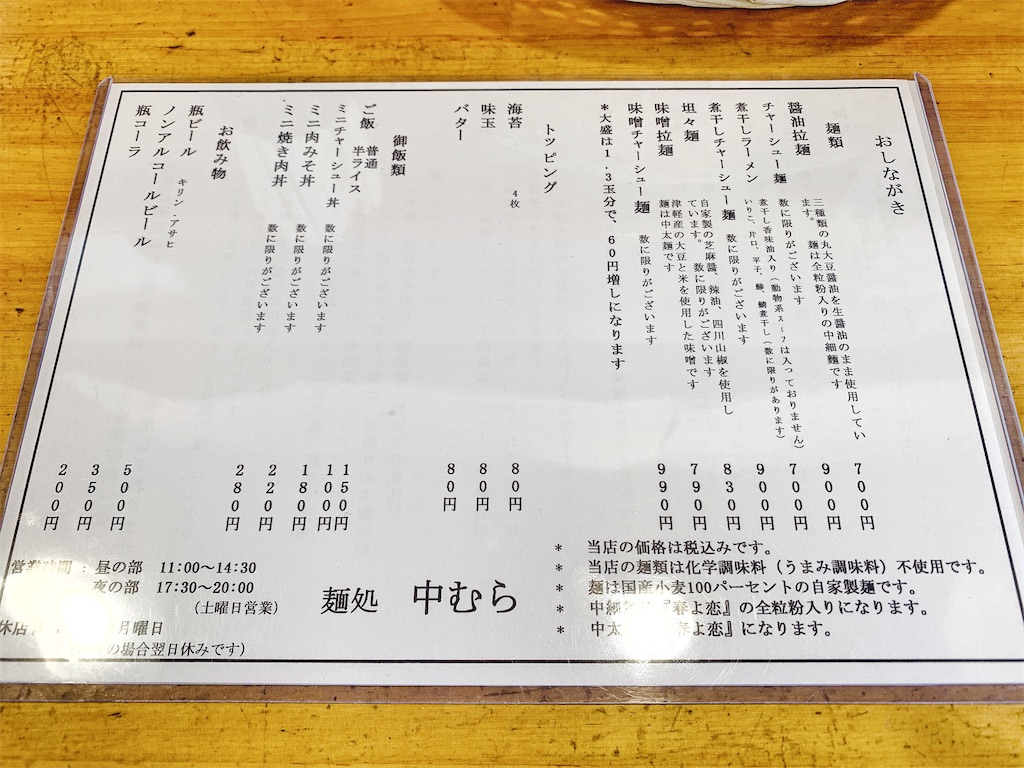 おしながき
麺類
醤油拉麺 三種類の丸大豆醤油を生醤油のまま使用してい
ます。 麺は全粒粉入りの中細麺です 700円
チャーシュー麺 数に限りがございます 900円
煮干しラーメン 煮干し香味油入り(動物系スープは入っておりません)
いりこ、片口、平子、鯵、鯖煮干し(数に限りがあります) 700円
煮干しチャーシュー麺 数に限りがございます 900円
坦々麺 自家製の芝麻醤、辣油、四川山椒を使用し
ています。 数に限りがございます 830円
味噌拉麺 津軽産の大豆と米を使用した味噌です
麺は中太麺です 790円
味噌チャーシュー麺 数に限りがございます 990円
*大盛は1.3玉分で、60円増しになります
トッピング
海苔 4枚 80円
味玉 80円
バター 80円
御飯類
ご飯 普通 150円
半ライス 100円
ミニチャーシュー丼 数に限りがございます 180円
ミニ肉みそ丼 数に限りがございます 220円
ミニ焼き肉丼 数に限りがございます 280円
お飲み物
瓶ビール キリン・アサヒ 500円
ノンアルコールビール 350円
瓶コーラ 200円
* 当店の価格は税込みです。
* 当店の麺類は化学調味料(うまみ調味料)不使用です。
* 麺は国産小麦100パーセントの自家製麺です。
* 中細 『春よ恋』の全粒粉入りになります。
* 中太 春よ恋』になります。
麺処 中むら
営業時間 : 昼の部 11:00〜14:30
夜の部 17:30〜20:00
(土曜日営業)
休店 月曜日
の場合翌日休みです)